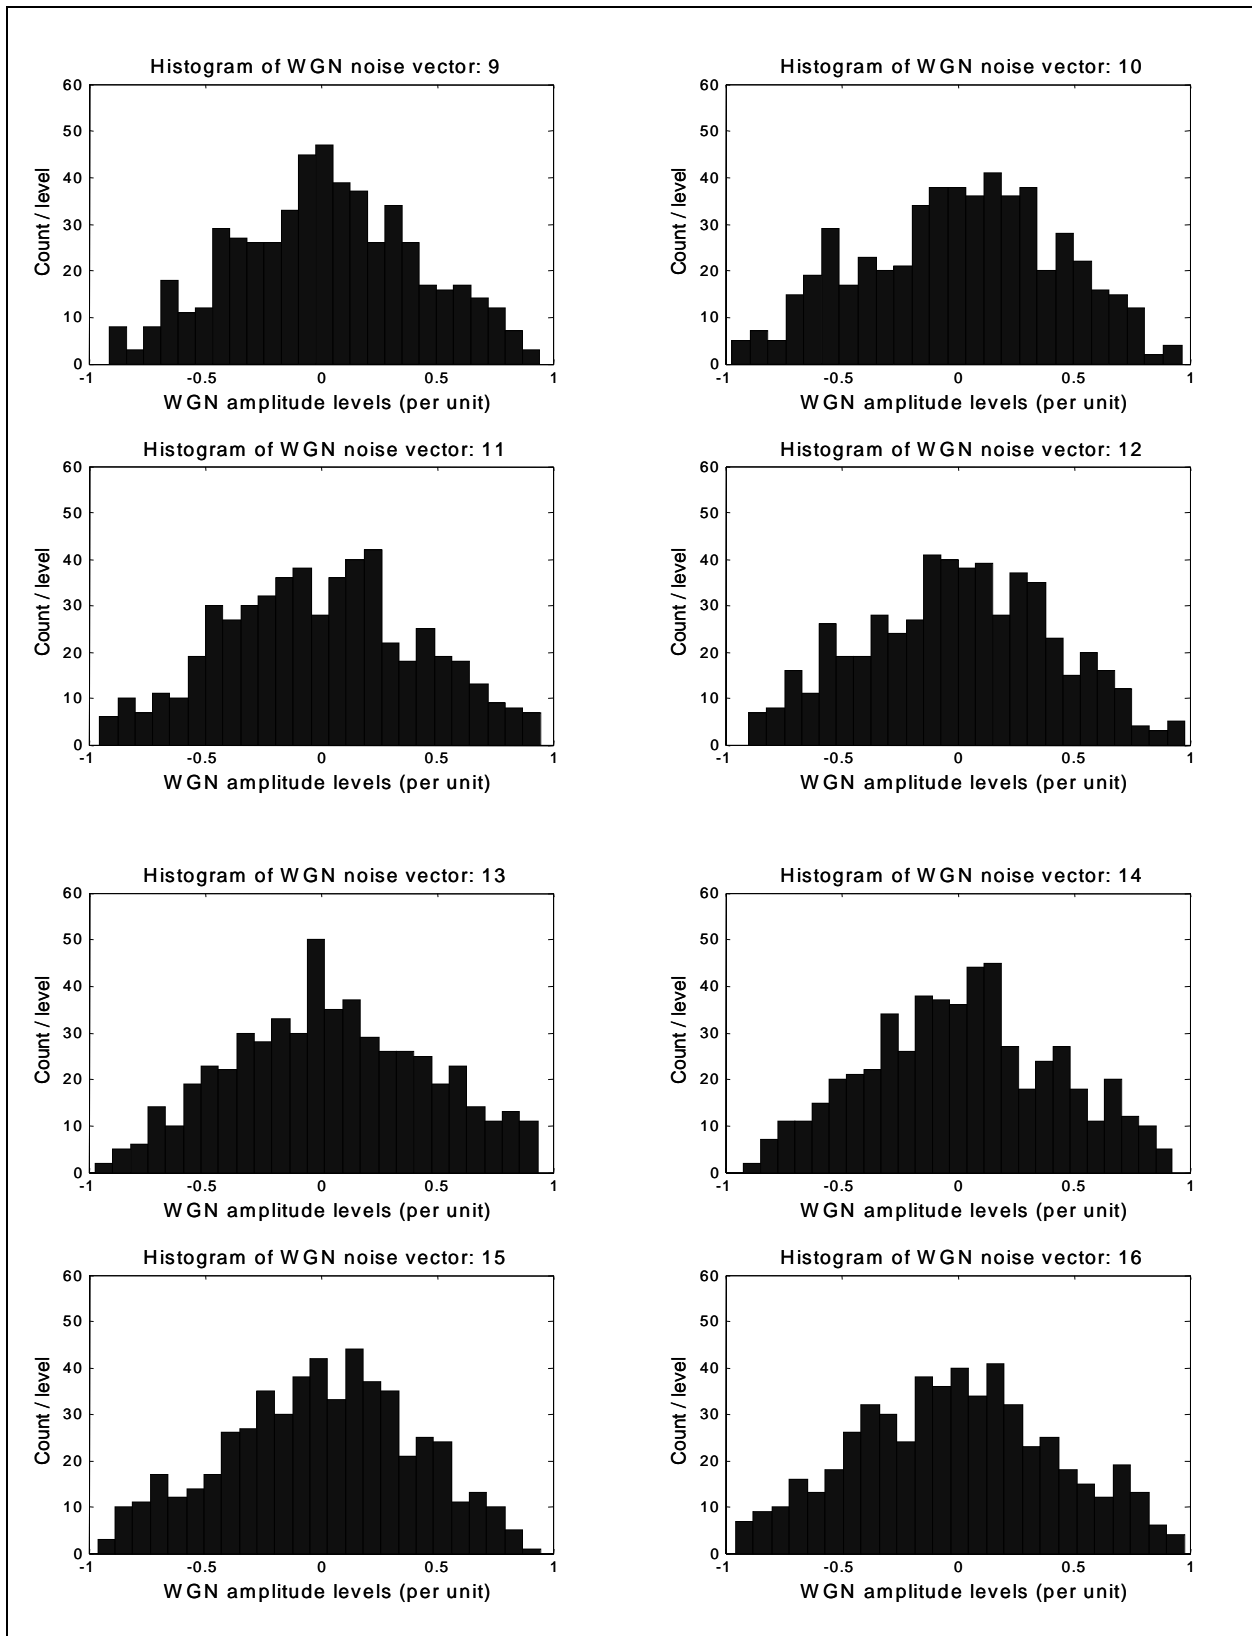 Histogram of WGN noise vector: 9
60
50
40
30
20
10
0
Count / level
-1 -0.5 0 0.5 1
WGN amplitude levels (per unit)
Histogram of WGN noise vector: 10
60
50
40
30
20
10
0
Count / level
-1 -0.5 0 0.5 1
WGN amplitude levels (per unit)
Histogram of WGN noise vector: 11
60
50
40
30
20
10
0
Count / level
-1 -0.5 0 0.5 1
WGN amplitude levels (per unit)
Histogram of WGN noise vector: 12
60
50
40
30
20
10
0
Count / level
-1 -0.5 0 0.5 1
WGN amplitude levels (per unit)
Histogram of WGN noise vector: 13
60
50
40
30
20
10
0
Count / level
-1 -0.5 0 0.5 1
WGN amplitude levels (per unit)
Histogram of WGN noise vector: 14
60
50
40
30
20
10
0
Count / level
-1 -0.5 0 0.5 1
WGN amplitude levels (per unit)
Histogram of WGN noise vector: 15
60
50
40
30
20
10
0
Count / level
-1 -0.5 0 0.5 1
WGN amplitude levels (per unit)
Histogram of WGN noise vector: 16
60
50
40
30
20
10
0
Count / level
-1 -0.5 0 0.5 1
WGN amplitude levels (per unit)